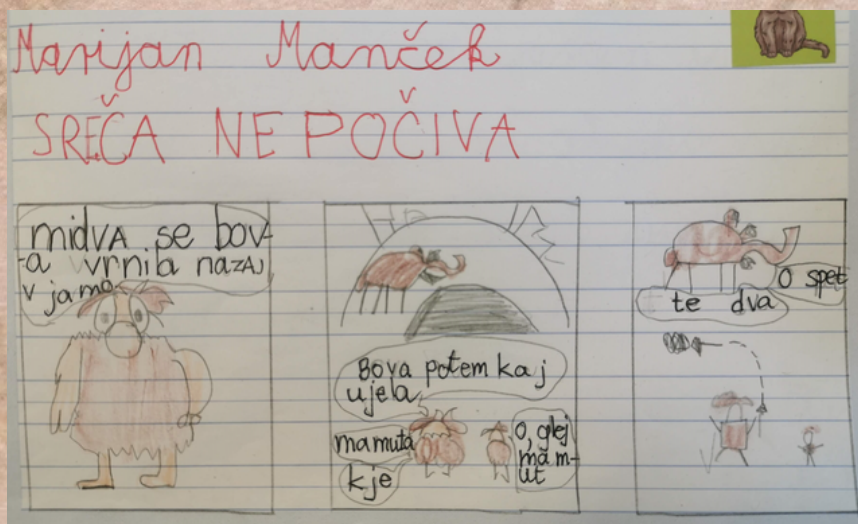 Marijan Manček
SREČA NE POČIVA
midva se bov-
-a vrnila nazaj
v jamo
Bova potem kaj
ujela
mamuta
kje
O, glej
mam-
ut
O spet
te dva